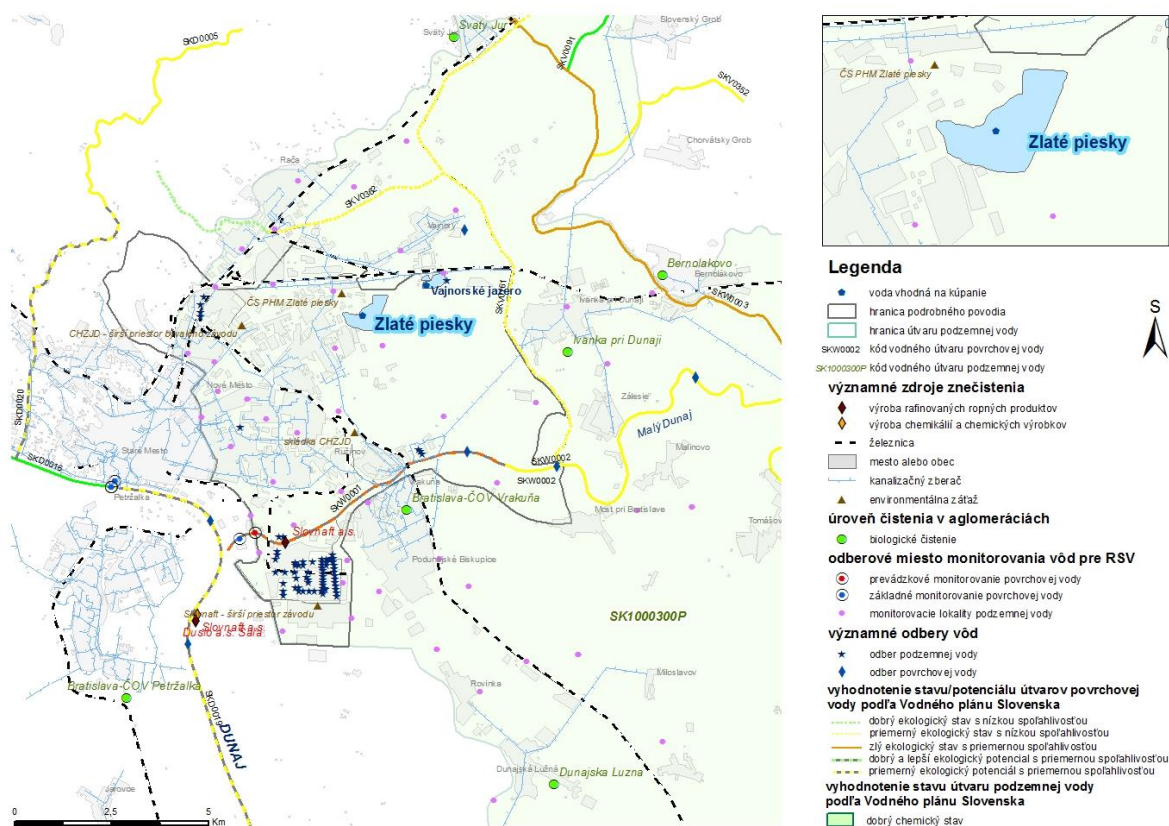 SKD0005
Svätý Jur
Svätý Jur
Slovenský Grob
SKV0091
SKV0352
Chorvátsky Grob
Rača
SKV0362
Vajnory
Bernolakovo
Bernolákovo
SKW0003
ČS PHM Zlaté piesky
Vajnorské jazero
Ivanka pri Dunaji
CHZJD - širší priestor bývalého závodu
Zlaté piesky
Ivanka pri Dunaji
Nové Mesto
Zálesie
SKD0020
Malý Dunaj
skládka CHZJD
Ružinov
Malinovo
Staré Mesto
SKD0016
SKW0002
SKW0002
Vrakuňa
Petržalka
SKW0001
Bratislava-ČOV Vrakuňa
Most pri Bratislave
Tomášov
Slovnaft a.s.
Podunajské Biskupice
Slovnaft - širší priestor závodu
Slovnaft a.s.
Duslo a.s. Šaľa
SK1000300P
Bratislava-ČOV Petržalka
Miloslavov
Rovinka
SKD0019
DUNAJ
Dunajská Lužná
Dunajska Luzna
Jarovce
0 2,5 5
Km
ČS PHM Zlaté piesky
Zlaté piesky
Legenda
voda vhodná na kúpanie
hranica podrobného povodia
hranica útvaru podzemnej vody
SKW0002 kód vodného útvaru povrchovej vody
SK1000300P kód vodného útvaru podzemnej vody
S
významné zdroje znečistenia
výroba rafinovaných ropných produktov
výroba chemikálií a chemických výrobkov
železnica
mesto alebo obec
kanalizačný zberač
environmentálna záťaž
úroveň čistenia v aglomeráciách
biologické čistenie
odberové miesto monitorovania vôd pre RSV
prevádzkové monitorovanie povrchovej vody
základné monitorovanie povrchovej vody
monitorovacie lokality podzemnej vody
významné odbery vôd
odber podzemnej vody
odber povrchovej vody
vyhodnotenie stavu/potenciálu útvarov povrchovej
vody podľa Vodného plánu Slovenska
dobrý ekologický stav s nízkou spoľahlivosťou
priemerný ekologický stav s nízkou spoľahlivosťou
zlý ekologický stav s priemernou spoľahlivosťou
dobrý a lepší ekologický potenciál s priemernou spoľahlivosťou
priemerný ekologický potenciál s priemernou spoľahlivosťou
vyhodnotenie stavu útvaru podzemnej vody
podľa Vodného plánu Slovenska
dobrý chemický stav